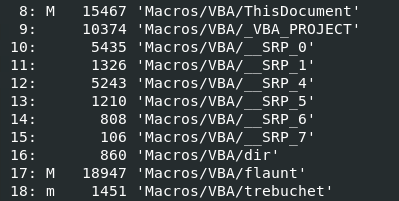 8: M   15467 'Macros/VBA/ThisDocument'
9:     10374 'Macros/VBA/_VBA_PROJECT'
10:      5435 'Macros/VBA/__SRP_0'
11:      1326 'Macros/VBA/__SRP_1'
12:      5243 'Macros/VBA/__SRP_4'
13:      1210 'Macros/VBA/__SRP_5'
14:       808 'Macros/VBA/__SRP_6'
15:       106 'Macros/VBA/__SRP_7'
16:       860 'Macros/VBA/dir'
17: M   18947 'Macros/VBA/flaunt'
18: m    1451 'Macros/VBA/trebuchet'